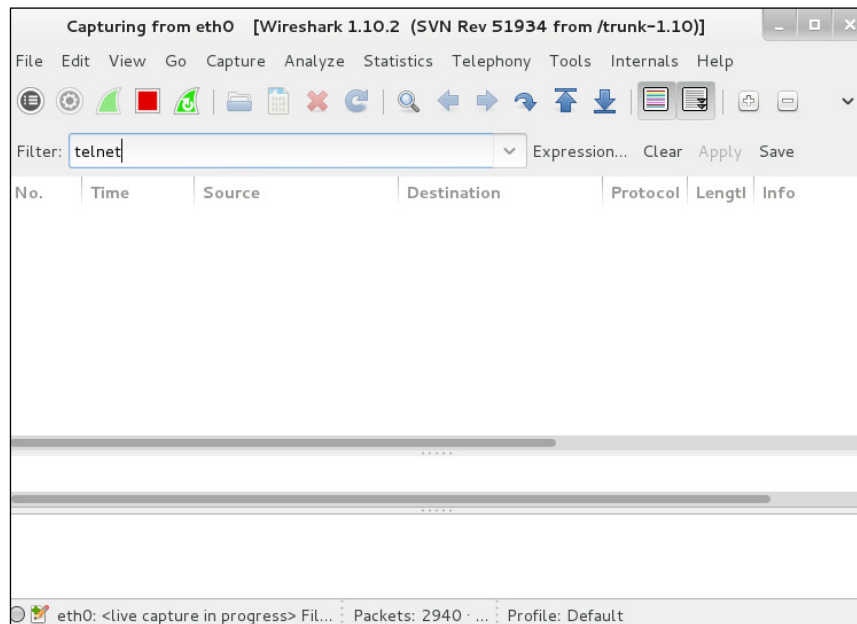 Capturing from eth0 [Wireshark 1.10.2 (SVN Rev 51934 from /trunk-1.10)]
File Edit View Go Capture Analyze Statistics Telephony Tools Internals Help
Filter: telnet Expression... Clear Apply Save
No. Time Source Destination Protocol Lengtl Info
eth0: <live capture in progress> Fil... Packets: 2940 · ... Profile: Default